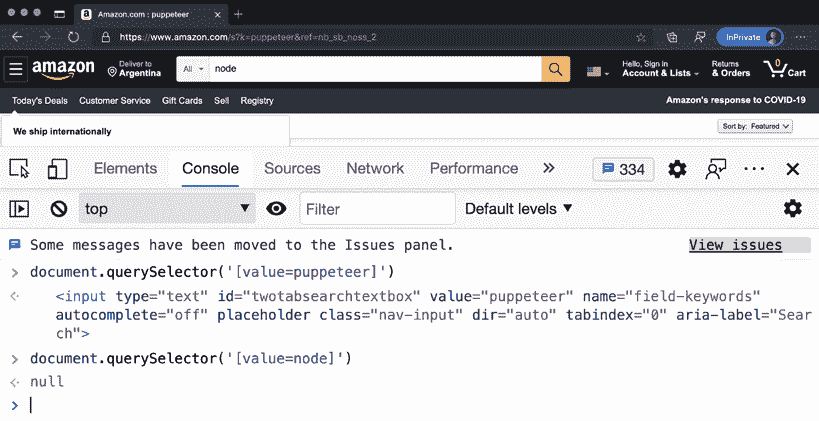 Amazon.com : puppeteer
https://www.amazon.com/s?k=puppeteer&ref=nb_sb_noss_2
InPrivate
amazon
Deliver to
Argentina
All
node
Hello, Sign in
Account & Lists
Returns
& Orders
0
Cart
Today's Deals Customer Service Gift Cards Sell Registry
Amazon's response to COVID-19
We ship internationally
Sort by: Featured
Elements Console Sources Network Performance » 334
top Filter Default levels
Some messages have been moved to the Issues panel. View issues
> document.querySelector('[value=puppeteer]')
<input type="text" id="twotabsearchtextbox" value="puppeteer" name="field-keywords"
autocomplete="off" placeholder class="nav-input" dir="auto" tabindex="0" aria-label="Sear
ch">
> document.querySelector('[value=node]')
null
>